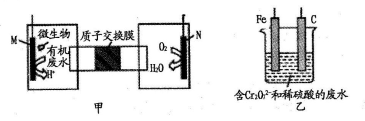 M
微生物
有机
废水
H⁺
质子交换膜
O₂
H₂O
N
甲
Fe
C
含Cr₂O₇²⁻和稀硫酸的废水
乙